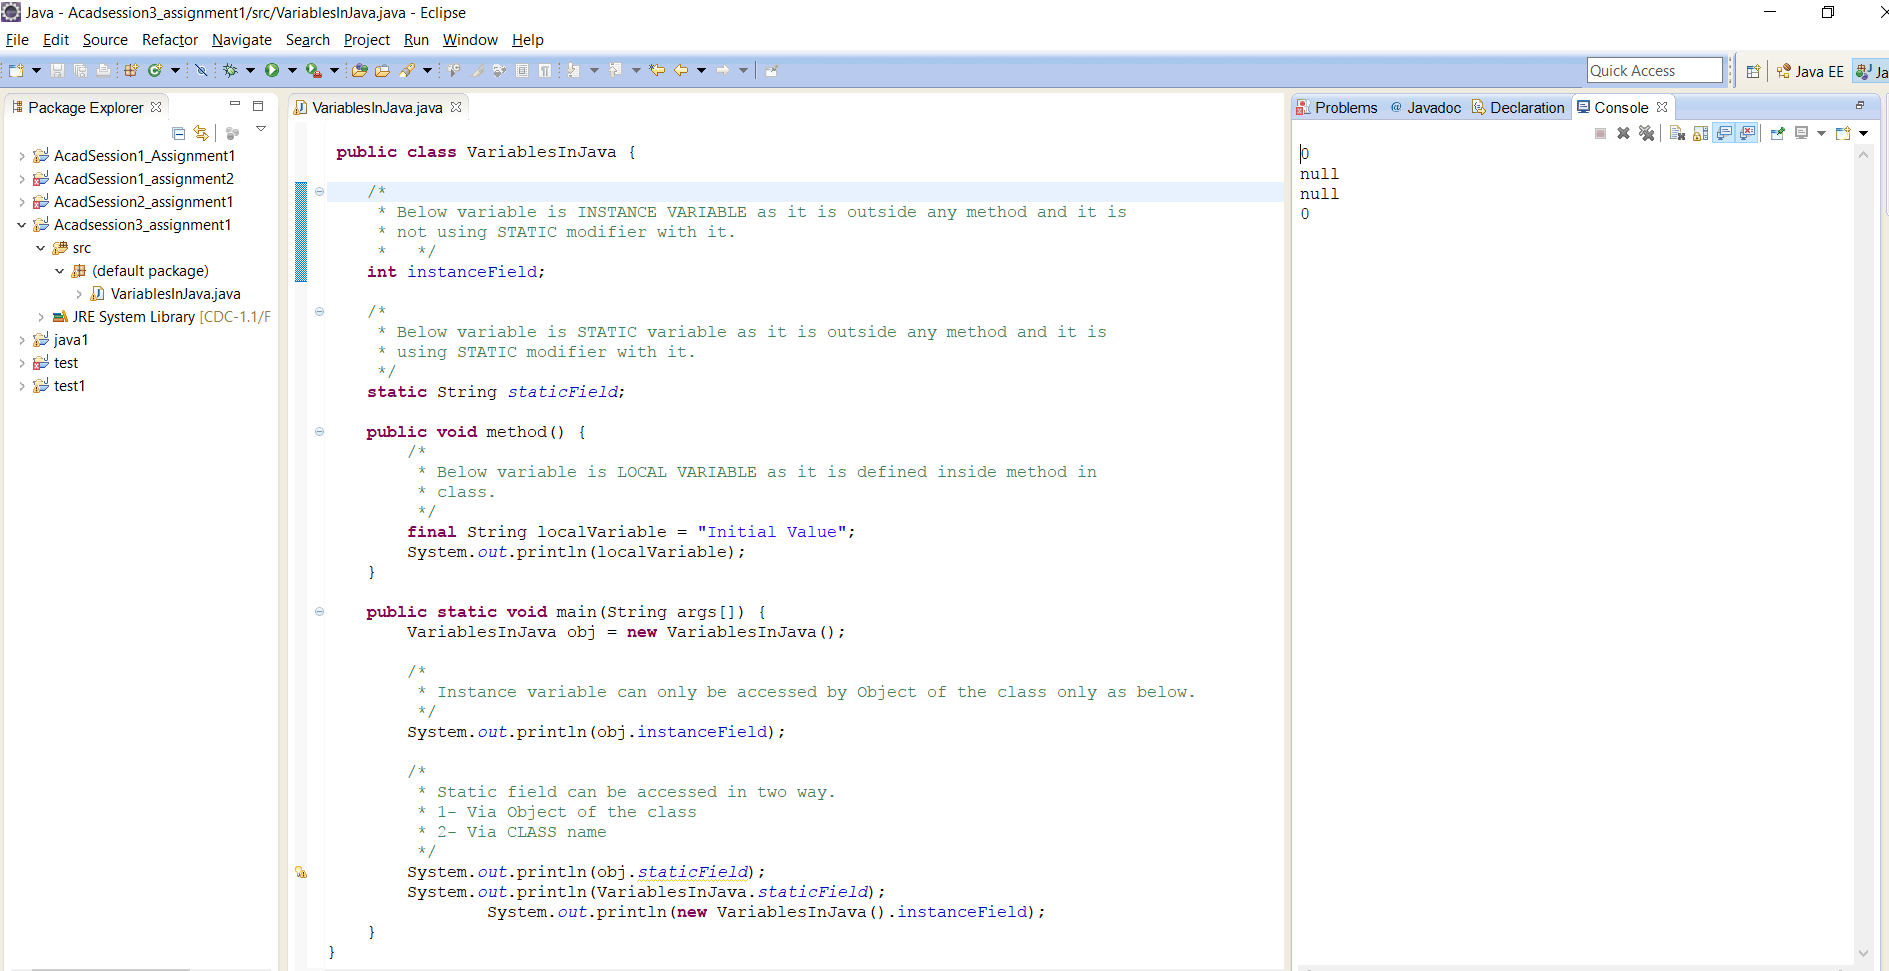 Java - Acadsession3_assignment1/src/VariablesInJava.java - Eclipse
File Edit Source Refactor Navigate Search Project Run Window Help
Quick Access
Java EE
Ja
Package Explorer
AcadSession1_Assignment1
AcadSession1_assignment2
AcadSession2_assignment1
Acadsession3_assignment1
src
(default package)
VariablesInJava.java
JRE System Library [CDC-1.1/F
java1
test
test1
VariablesInJava.java
public class VariablesInJava {
/*
* Below variable is INSTANCE VARIABLE as it is outside any method and it is
* not using STATIC modifier with it.
*   */
int instanceField;
/*
* Below variable is STATIC variable as it is outside any method and it is
* using STATIC modifier with it.
*/
static String staticField;
public void method() {
/*
* Below variable is LOCAL VARIABLE as it is defined inside method in
* class.
*/
final String localVariable = "Initial Value";
System.out.println(localVariable);
}
public static void main(String args[]) {
VariablesInJava obj = new VariablesInJava();
/*
* Instance variable can only be accessed by Object of the class only as below.
*/
System.out.println(obj.instanceField);
/*
* Static field can be accessed in two way.
* 1- Via Object of the class
* 2- Via CLASS name
*/
System.out.println(obj.staticField);
System.out.println(VariablesInJava.staticField);
System.out.println(new VariablesInJava().instanceField);
}
}
Problems @ Javadoc Declaration Console
0
null
null
0